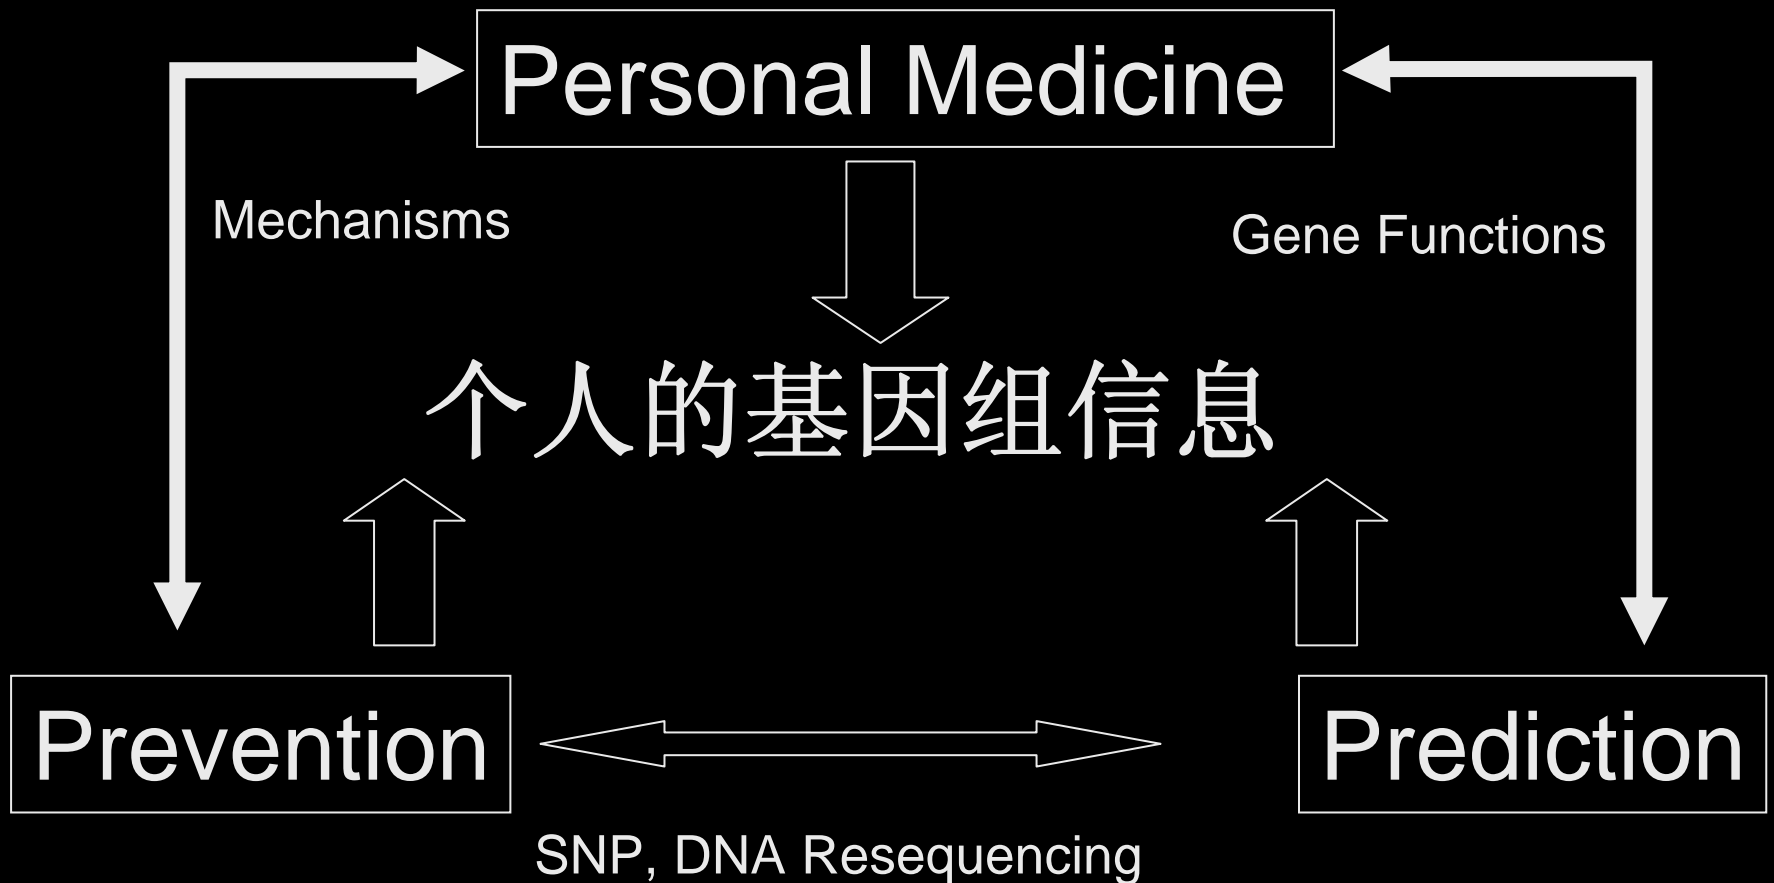 Personal Medicine
Mechanisms
Gene Functions
个人的基因组信息
Prevention
Prediction
SNP, DNA Resequencing